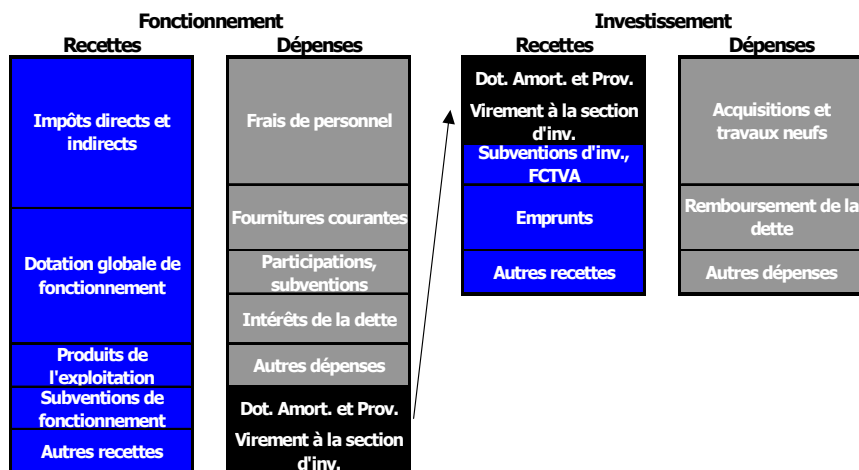 Fonctionnement
Recettes
Dépenses
Impôts directs et
indirects
Dotation globale de
fonctionnement
Produits de
l'exploitation
Subventions de
fonctionnement
Autres recettes
Frais de personnel
Fournitures courantes
Participations,
subventions
Intérêts de la dette
Autres dépenses
Dot. Amort. et Prov.
Virement à la section
d'inv.
Investissement
Recettes
Dépenses
Dot. Amort. et Prov.
Virement à la section
d'inv.
Subventions d'inv.,
FCTVA
Emprunts
Autres recettes
Acquisitions et
travaux neufs
Remboursement de la
dette
Autres dépenses